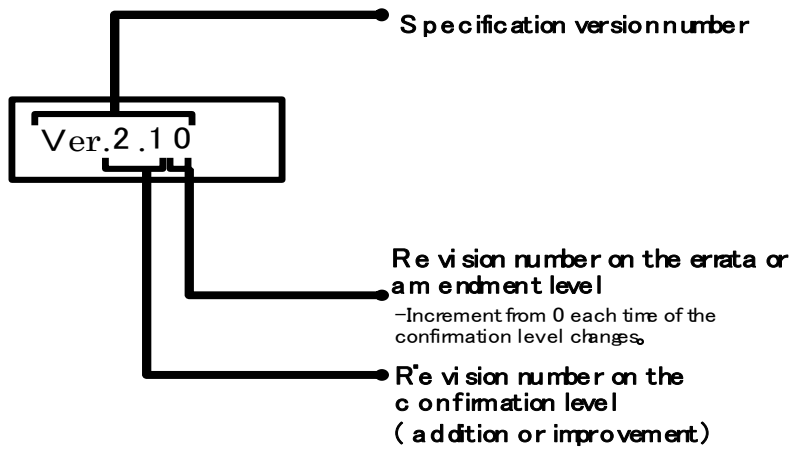 Specification version number
Ver.2.10
Revision number on the errata or
amendment level
-Increment from 0 each time of the
confirmation level changes。
Revision number on the
confirmation level
( addition or improvement)